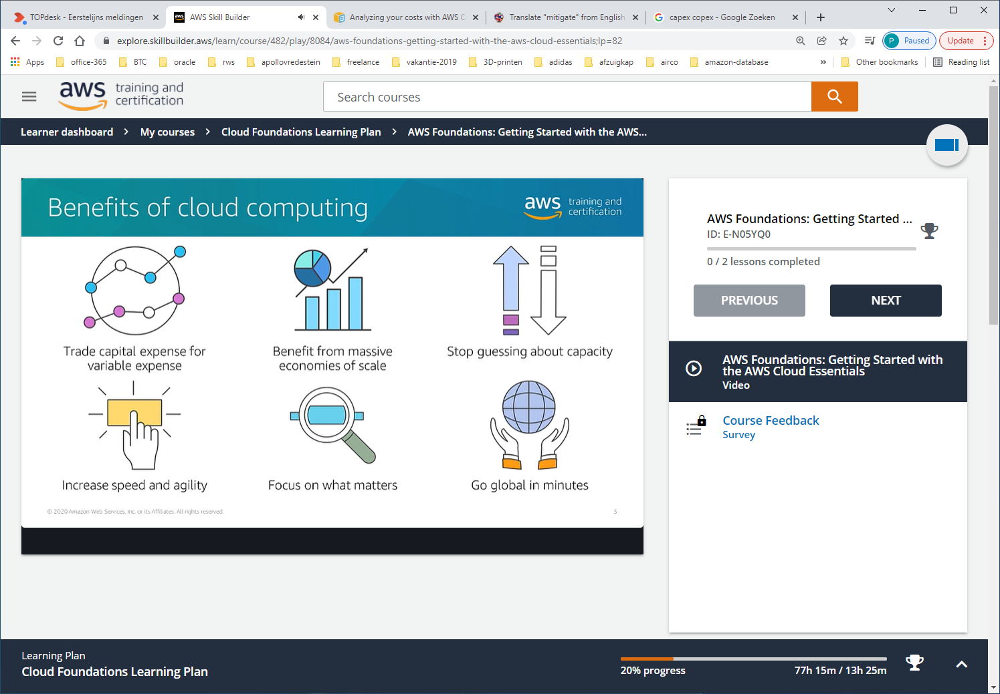 TOPdesk - Eerstelijns meldingen
AWS Skill Builder
Analyzing your costs with AWS C
Translate "mitigate" from English
capex copex - Google Zoeken
explore.skillbuilder.aws/learn/course/482/play/8084/aws-foundations-getting-started-with-the-aws-cloud-essentials;lp=82
P Paused
Update
Apps
office-365
BTC
oracle
rws
apollovredestein
freelance
vakantie-2019
3D-printen
adidas
afzuigkap
airco
amazon-database
»
Other bookmarks
Reading list
aws training and
certification
Search courses
Learner dashboard > My courses > Cloud Foundations Learning Plan > AWS Foundations: Getting Started with the AWS...
Benefits of cloud computing
aws training and
certification
Trade capital expense for
variable expense
Benefit from massive
economies of scale
Stop guessing about capacity
Increase speed and agility
Focus on what matters
Go global in minutes
© 2020 Amazon Web Services, Inc. or its Affiliates. All rights reserved.
3
AWS Foundations: Getting Started ...
ID: E-N05YQ0
0 / 2 lessons completed
PREVIOUS
NEXT
AWS Foundations: Getting Started with
the AWS Cloud Essentials
Video
Course Feedback
Survey
Learning Plan
Cloud Foundations Learning Plan
20% progress
77h 15m / 13h 25m